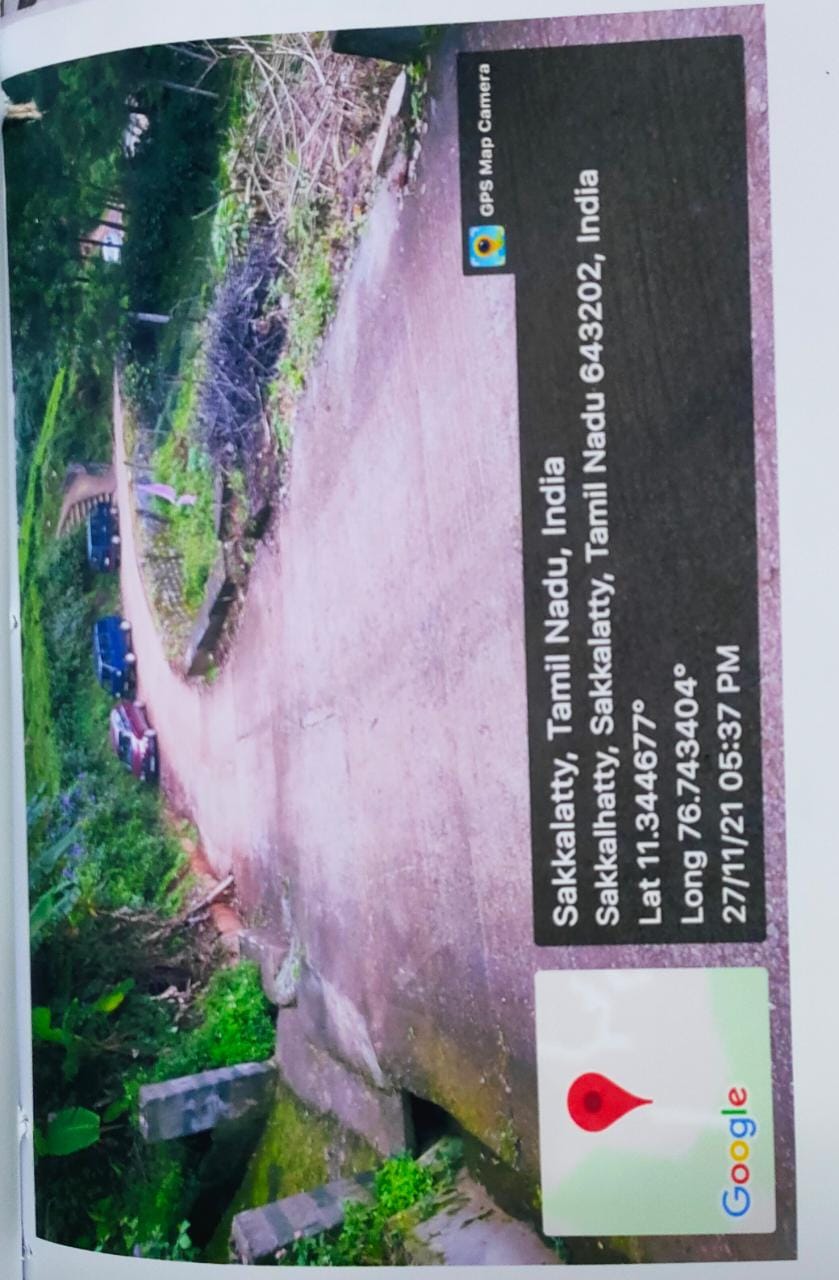 GPS Map Camera
Sakkalatty, Tamil Nadu, India
Sakkalhatty, Sakkalatty, Tamil Nadu 643202, India
Lat 11.344677°
Long 76.743404°
27/11/21 05:37 PM
Google